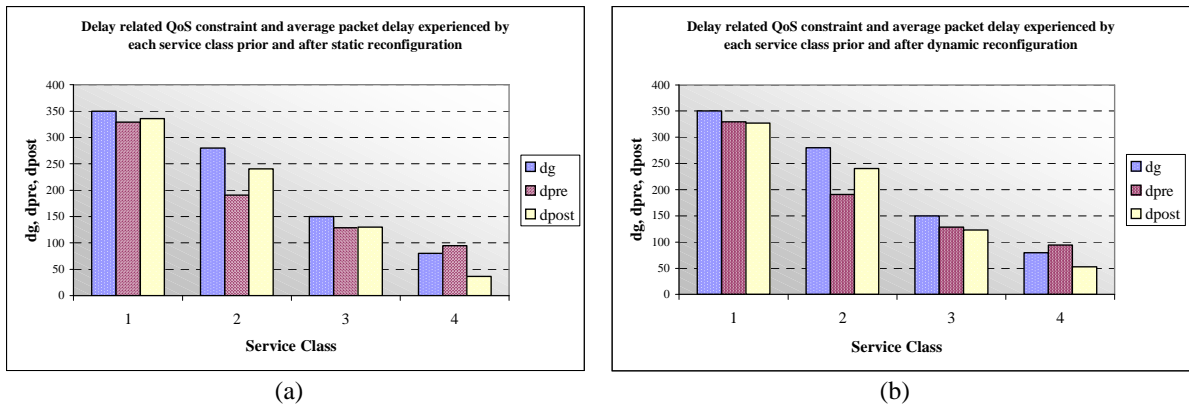 Delay related QoS constraint and average packet delay experienced by
each service class prior and after static reconfiguration
400
350
300
250
200
150
100
50
0
dg, dpre, dpost
1 2 3 4
Service Class
dg
dpre
dpost
(a)
Delay related QoS constraint and average packet delay experienced by
each service class prior and after dynamic reconfiguration
400
350
300
250
200
150
100
50
0
dg, dpre, dpost
1 2 3 4
Service Class
dg
dpre
dpost
(b)